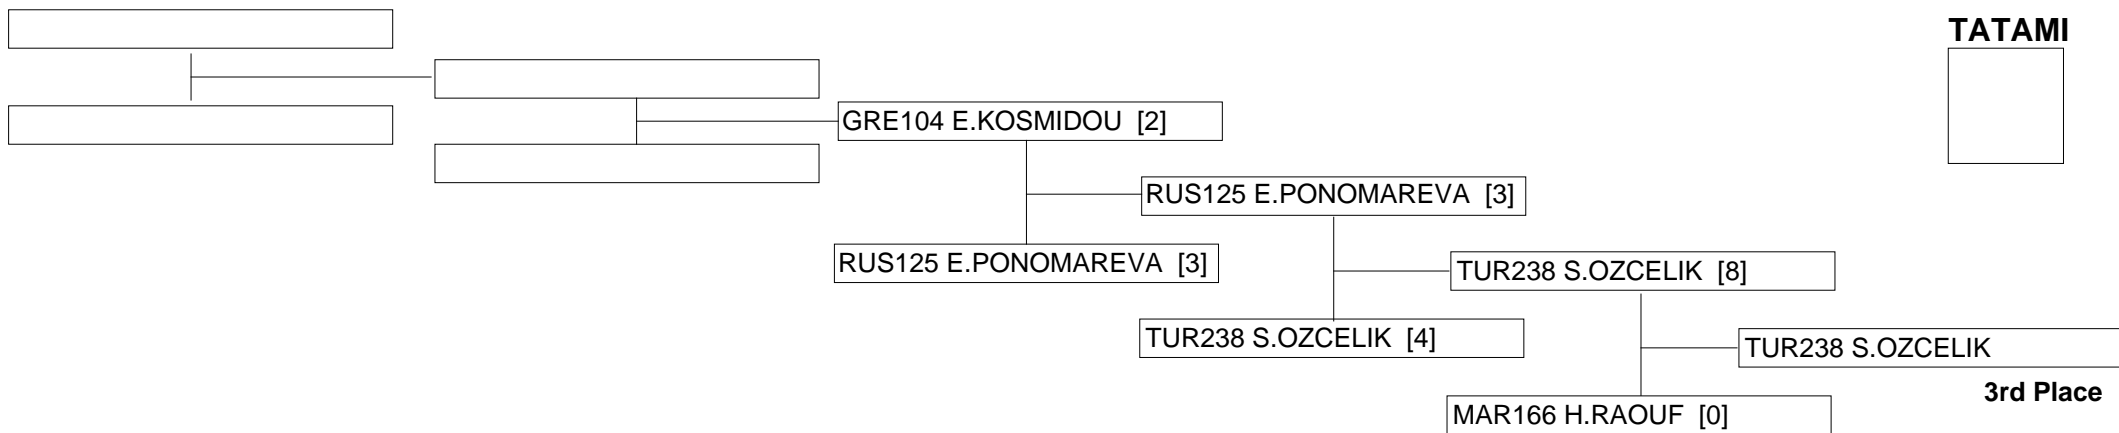 TATAMI
GRE104 E.KOSMIDOU [2]
RUS125 E.PONOMAREVA [3]
RUS125 E.PONOMAREVA [3]
TUR238 S.OZCELIK [8]
TUR238 S.OZCELIK [4]
TUR238 S.OZCELIK
3rd Place
MAR166 H.RAOUF [0]